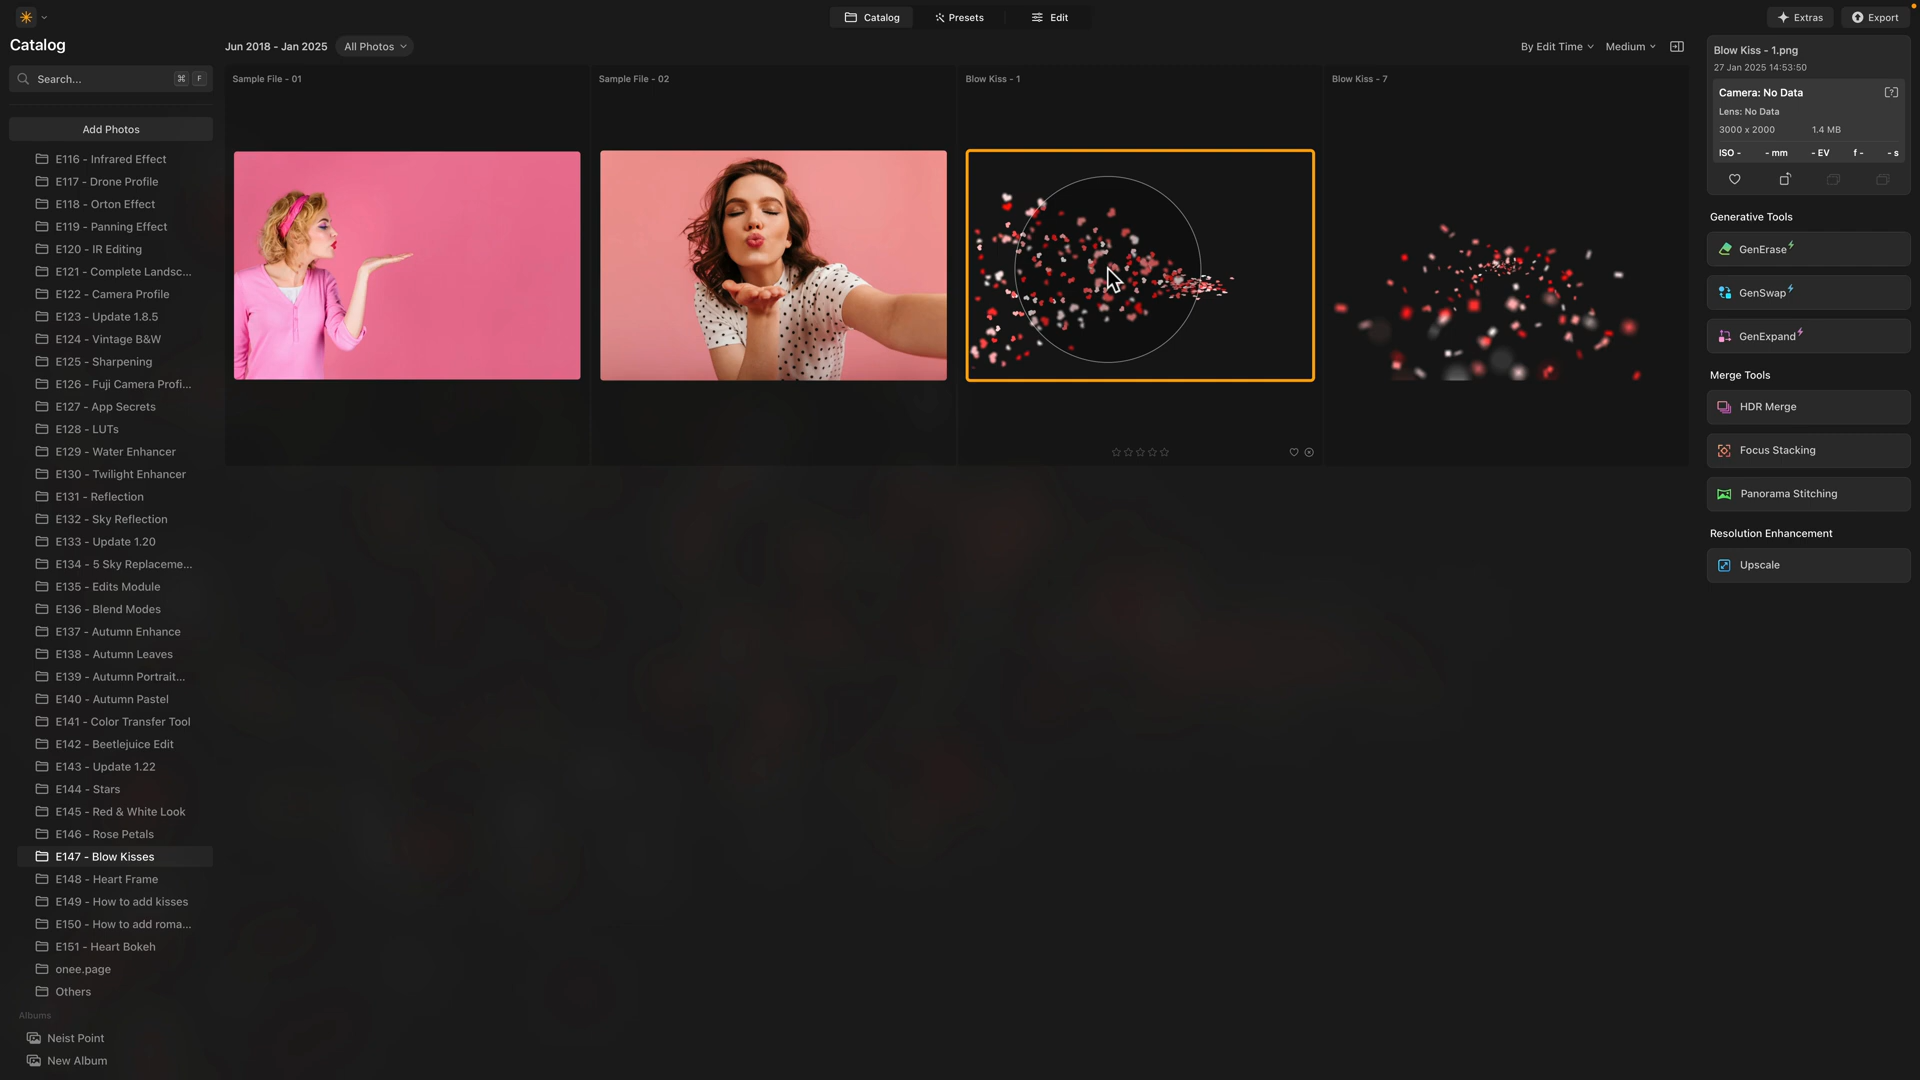 Catalog
Presets
Edit
Extras
Export
Catalog
Jun 2018 - Jan 2025
All Photos
By Edit Time
Medium
Search...
⌘
F
Add Photos
E116 - Infrared Effect
E117 - Drone Profile
E118 - Orton Effect
E119 - Panning Effect
E120 - IR Editing
E121 - Complete Landsc...
E122 - Camera Profile
E123 - Update 1.8.5
E124 - Vintage B&W
E125 - Sharpening
E126 - Fuji Camera Profi...
E127 - App Secrets
E128 - LUTs
E129 - Water Enhancer
E130 - Twilight Enhancer
E131 - Reflection
E132 - Sky Reflection
E133 - Update 1.20
E134 - 5 Sky Replaceme...
E135 - Edits Module
E136 - Blend Modes
E137 - Autumn Enhance
E138 - Autumn Leaves
E139 - Autumn Portrait...
E140 - Autumn Pastel
E141 - Color Transfer Tool
E142 - Beetlejuice Edit
E143 - Update 1.22
E144 - Stars
E145 - Red & White Look
E146 - Rose Petals
E147 - Blow Kisses
E148 - Heart Frame
E149 - How to add kisses
E150 - How to add roma...
E151 - Heart Bokeh
onee.page
Others
Albums
Neist Point
New Album
Sample File - 01
Sample File - 02
Blow Kiss - 1
Blow Kiss - 7
Blow Kiss - 1.png
27 Jan 2025 14:53:50
Camera: No Data
Lens: No Data
3000 x 2000 1.4 MB
ISO - - mm - EV f - - s
Generative Tools
GenErase
GenSwap
GenExpand
Merge Tools
HDR Merge
Focus Stacking
Panorama Stitching
Resolution Enhancement
Upscale